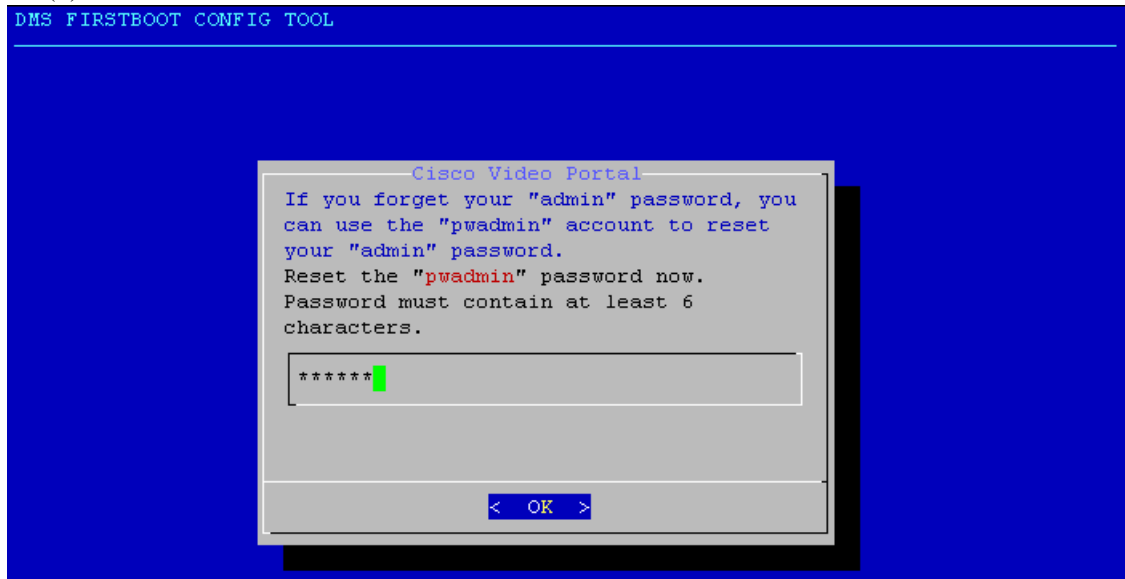 DMS FIRSTBOOT CONFIG TOOL
Cisco Video Portal
If you forget your "admin" password, you
can use the "pwadmin" account to reset
your "admin" password.
Reset the "pwadmin" password now.
Password must contain at least 6
characters.
******
< OK >